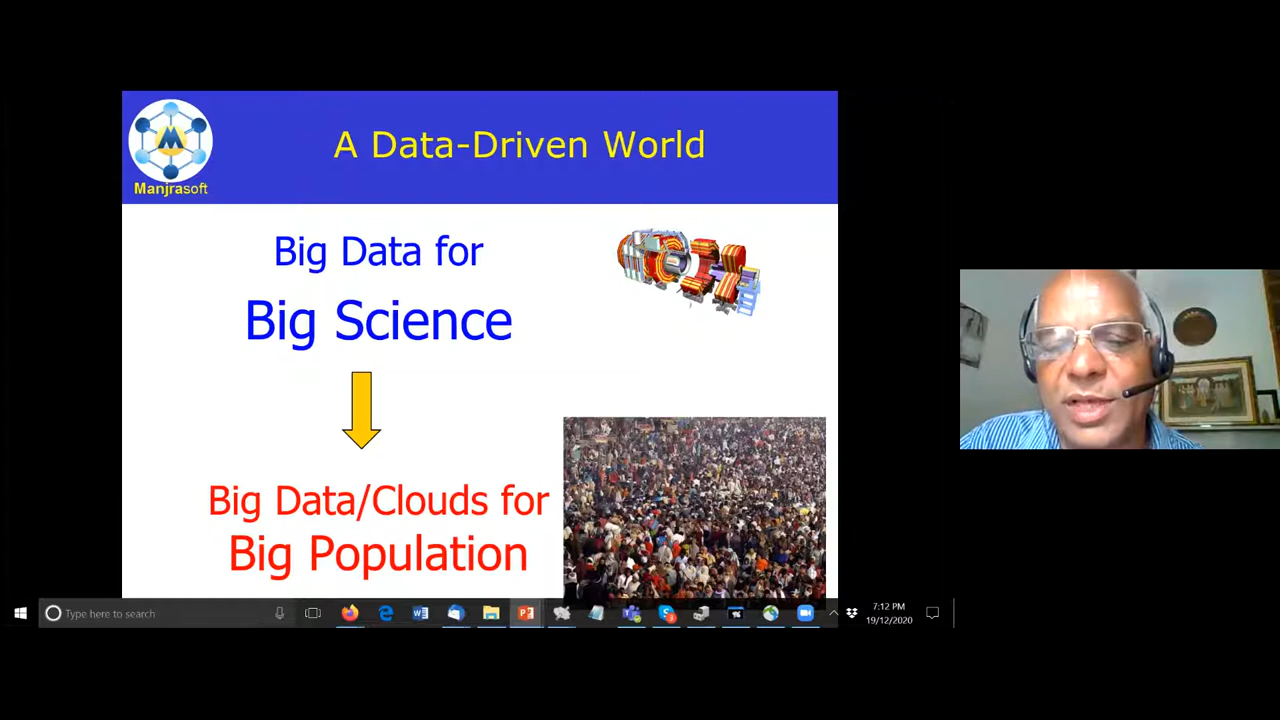 A Data-Driven World
Manjrasoft
Big Data for
Big Science
Big Data/Clouds for
Big Population
Type here to search
7:12 PM
19/12/2020